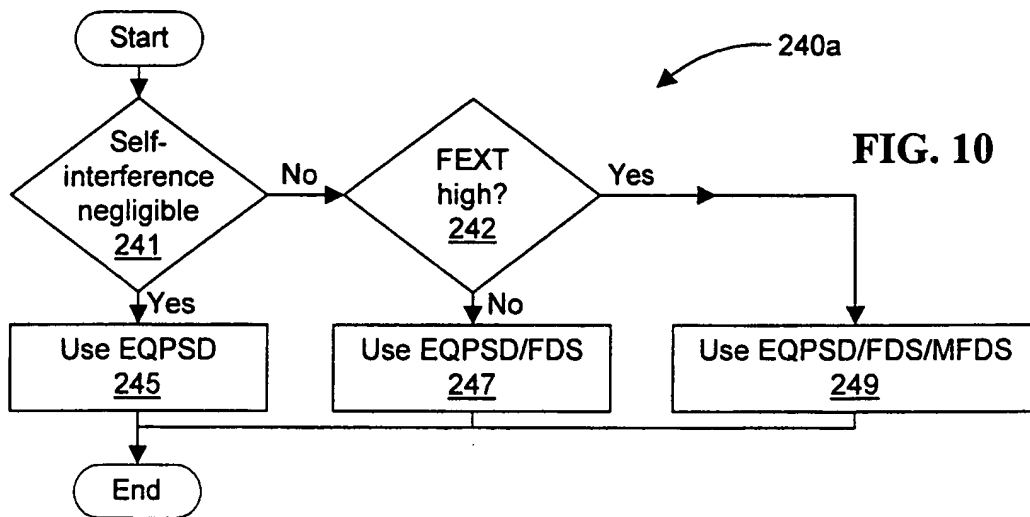 Start
240a
FIG. 10
Self-
interference
negligible
241
No
FEXT
high?
242
Yes
Yes
No
Use EQPSD
245
Use EQPSD/FDS
247
Use EQPSD/FDS/MFDS
249
End